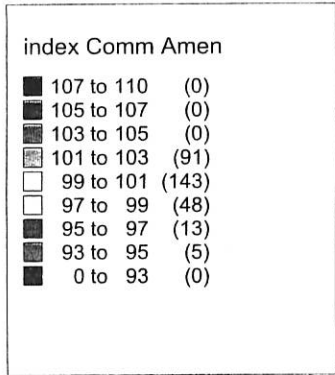 index Comm Amen
107 to 110 (0)
105 to 107 (0)
103 to 105 (0)
101 to 103 (91)
99 to 101 (143)
97 to 99 (48)
95 to 97 (13)
93 to 95 (5)
0 to 93 (0)